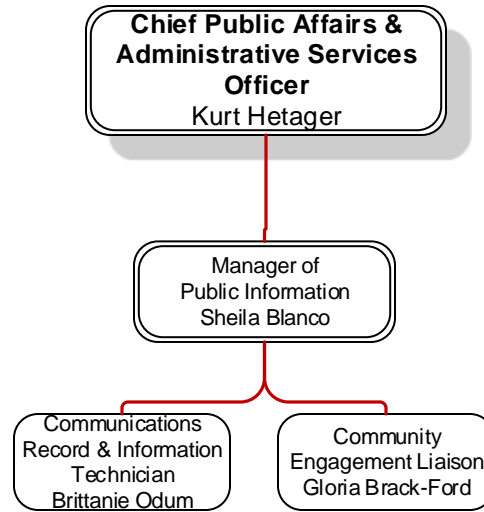 Chief Public Affairs &
Administrative Services
Officer
Kurt Hetager
Manager of
Public Information
Sheila Blanco
Communications
Record & Information
Technician
Brittanie Odum
Community
Engagement Liaison
Gloria Brack-Ford